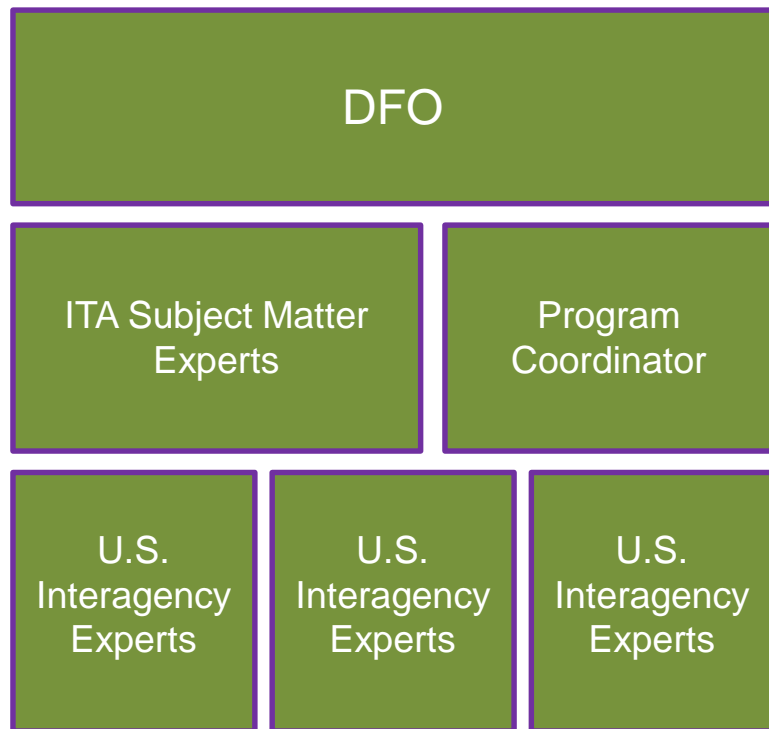 DFO
ITA Subject Matter
Experts
Program
Coordinator
U.S.
Interagency
Experts
U.S.
Interagency
Experts
U.S.
Interagency
Experts